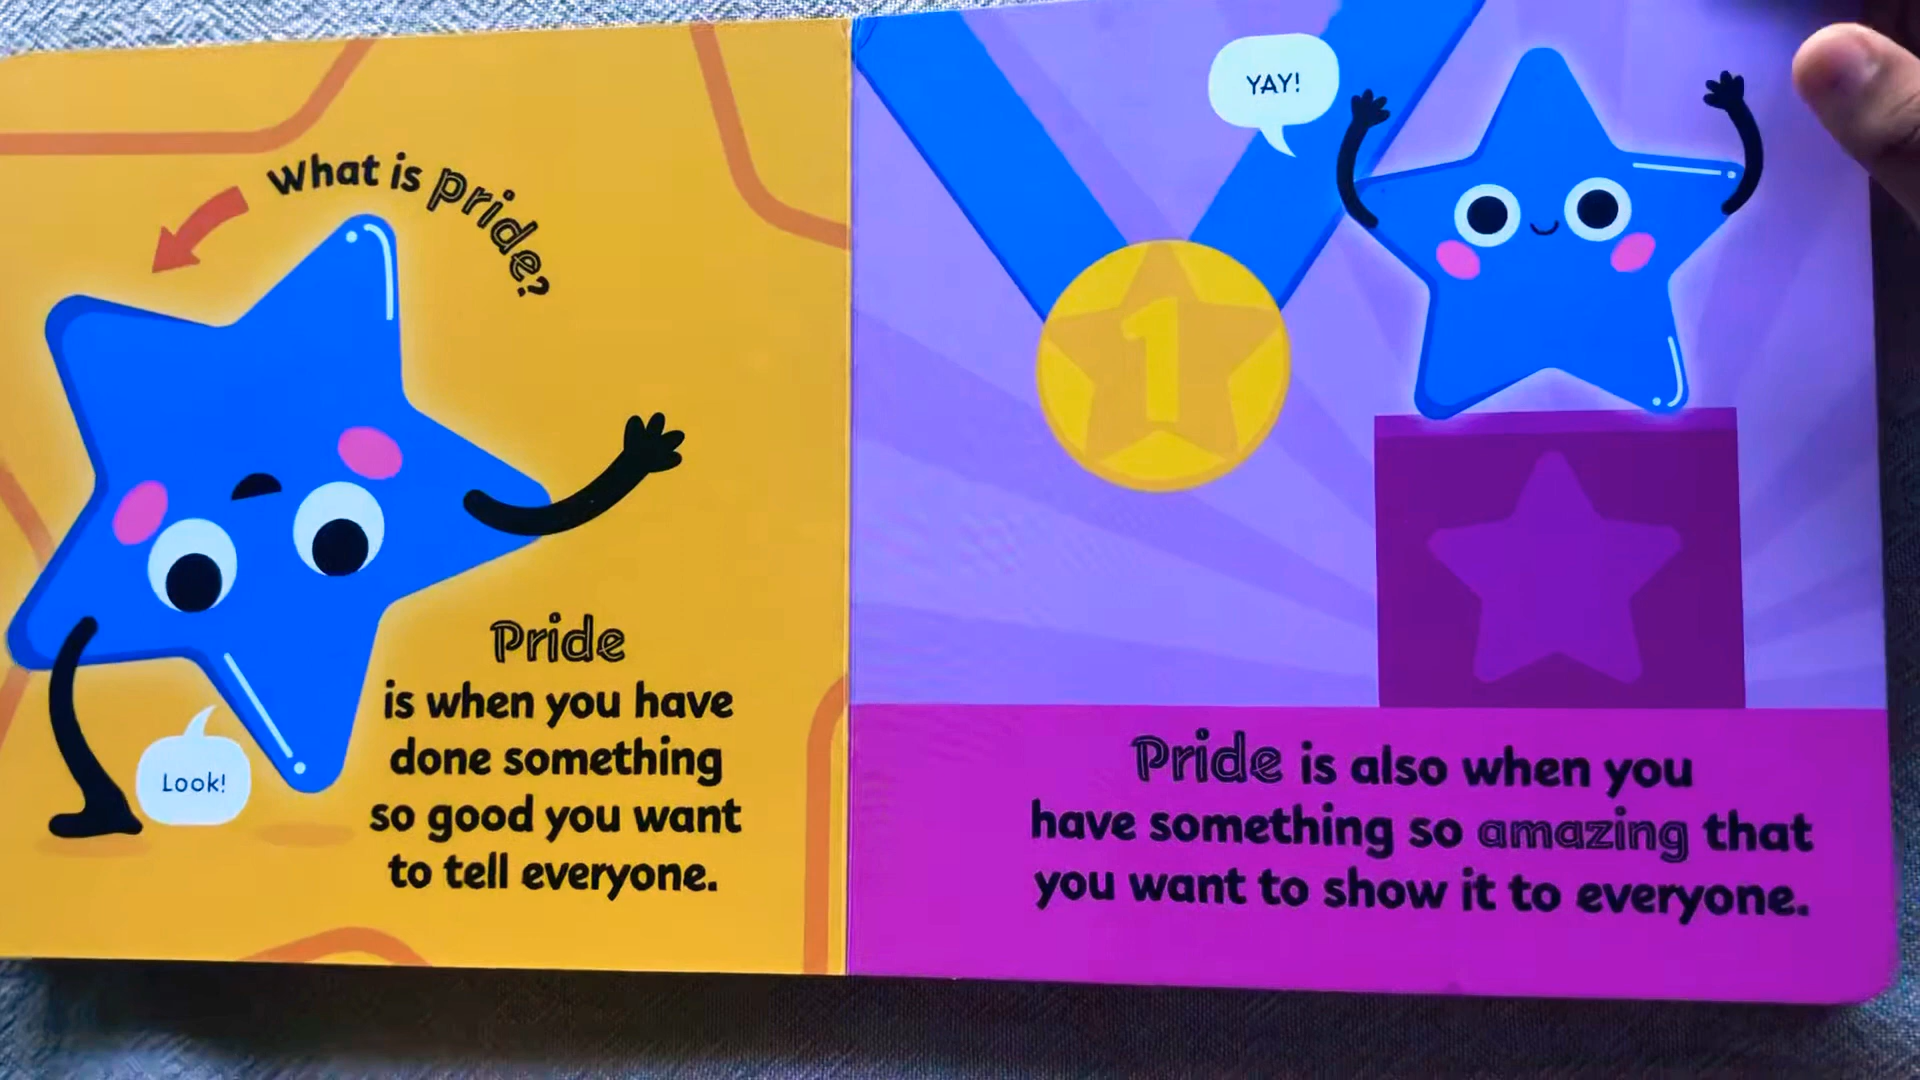 What is pride?
Look!
Pride
is when you have
done something
so good you want
to tell everyone.
YAY!
1
Pride is also when you
have something so amazing that
you want to show it to everyone.